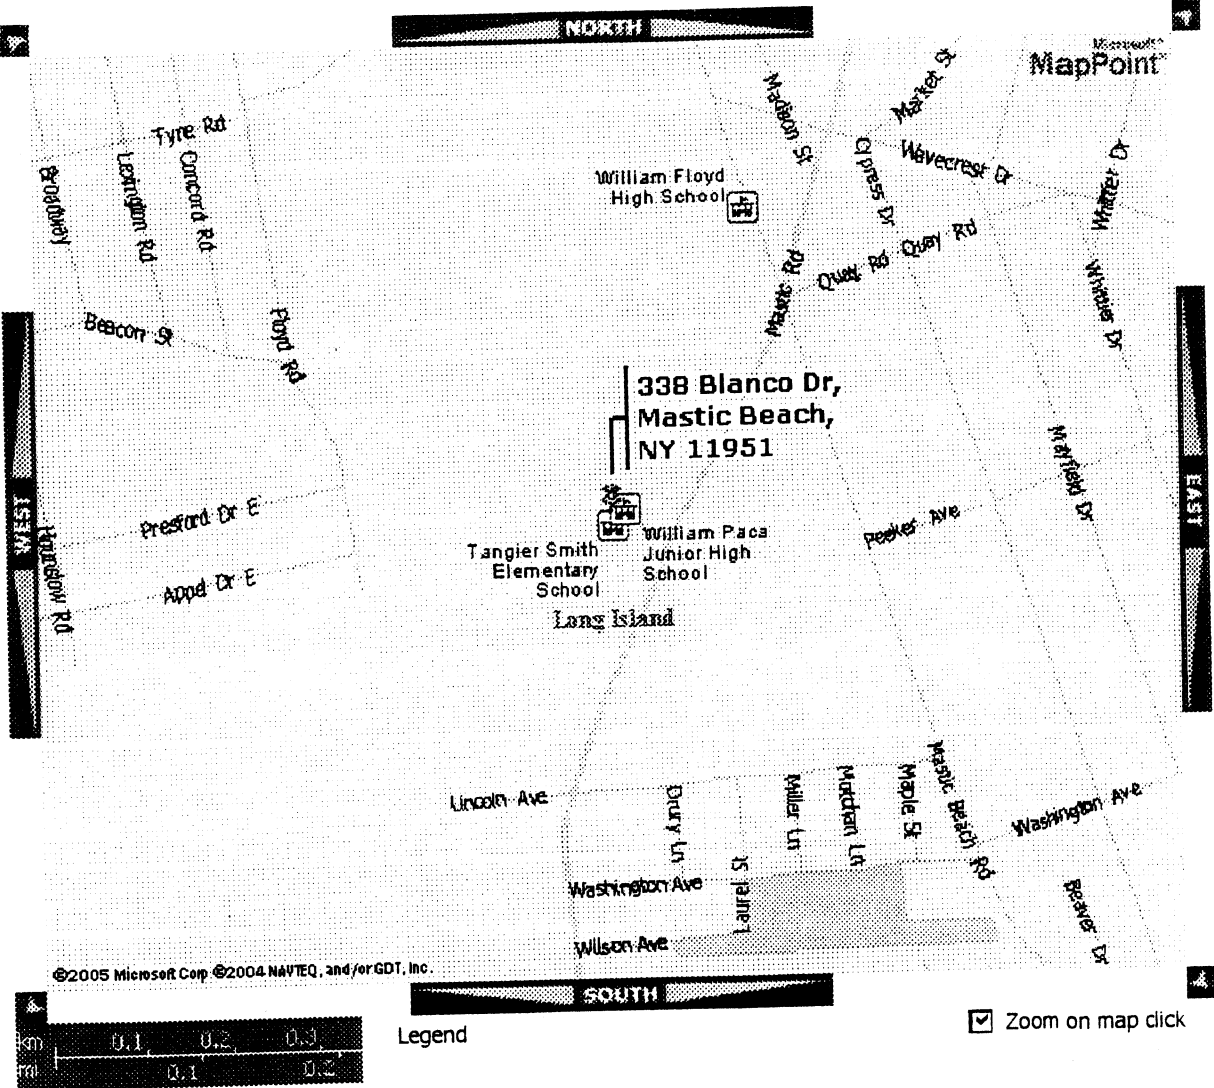 NORTH
Microsoft
MapPoint
Market St
Madison St
Tyne Rd
Lexington Rd
Concord Rd
Broadway
Cypress Dr
Wavecrest Dr
Whittier Dr
William Floyd
High School
Quay Rd
Quay Rd
Mastic Rd
Whittier Dr
Beacon St
Floyd Rd
338 Blanco Dr,
Mastic Beach,
NY 11951
WEST
EAST
Presford Dr E
Peeker Ave
Tangier Smith
Elementary
School
William Paca
Junior High
School
Appel Dr E
Hounslow Rd
Long Island
Lincoln Ave
Drury Ln
Miller Ln
Maple St
Mastic Beach Rd
Washington Ave
Washington Ave
Laurel St
Beaver Dr
Wilson Ave
©2005 Microsoft Corp ©2004 NAVTEQ, and/or GDT, Inc.
SOUTH
km 0.1 0.2 0.3
mi 0.1 0.2
Legend
Zoom on map click